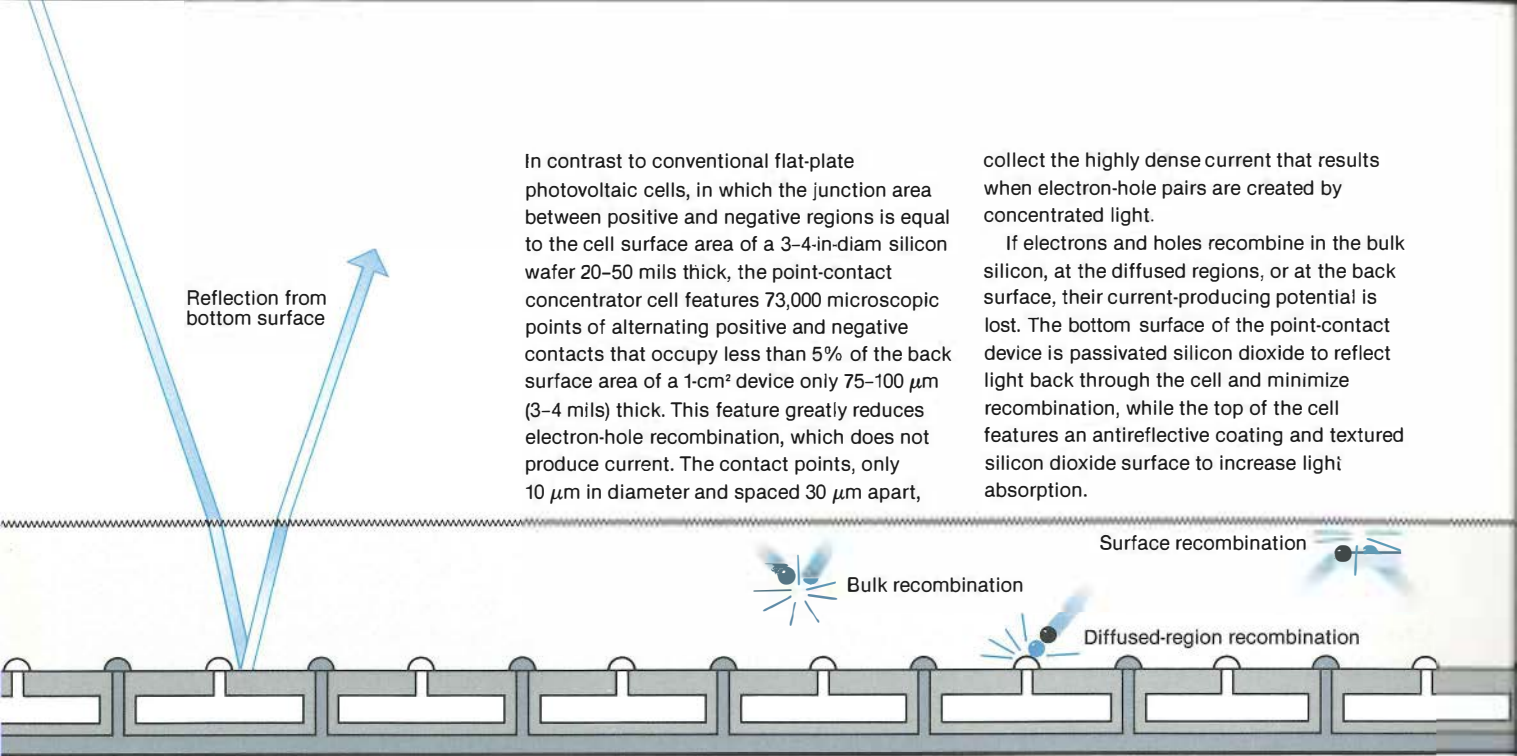 Reflection from
bottom surface
In contrast to conventional flat-plate
photovoltaic cells, in which the junction area
between positive and negative regions is equal
to the cell surface area of a 3–4-in-diam silicon
wafer 20–50 mils thick, the point-contact
concentrator cell features 73,000 microscopic
points of alternating positive and negative
contacts that occupy less than 5% of the back
surface area of a 1-cm² device only 75–100 μm
(3–4 mils) thick. This feature greatly reduces
electron-hole recombination, which does not
produce current. The contact points, only
10 μm in diameter and spaced 30 μm apart,
collect the highly dense current that results
when electron-hole pairs are created by
concentrated light.
If electrons and holes recombine in the bulk
silicon, at the diffused regions, or at the back
surface, their current-producing potential is
lost. The bottom surface of the point-contact
device is passivated silicon dioxide to reflect
light back through the cell and minimize
recombination, while the top of the cell
features an antireflective coating and textured
silicon dioxide surface to increase light
absorption.
Surface recombination
Bulk recombination
Diffused-region recombination